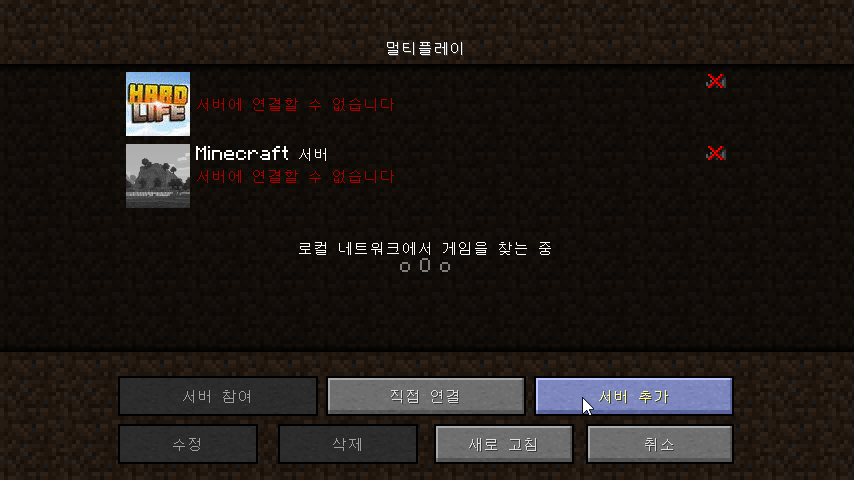 멀티플레이
HARD
LIFE
서버에 연결할 수 없습니다
Minecraft 서버
서버에 연결할 수 없습니다
로컬 네트워크에서 게임을 찾는 중
o O o
서버 참여
직접 연결
서버 추가
수정
삭제
새로 고침
취소